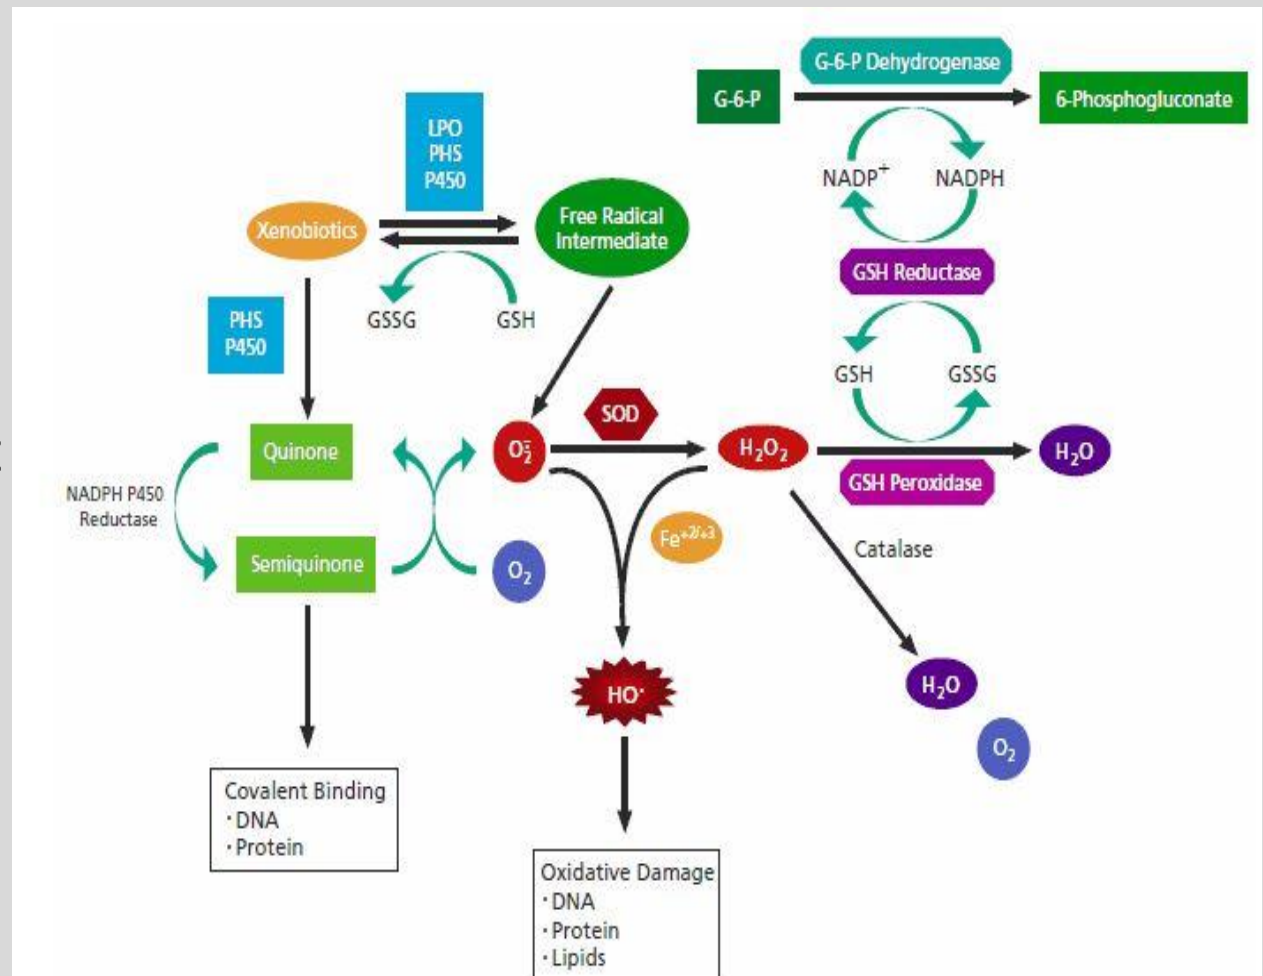 G-6-P Dehydrogenase
G-6-P
6-Phosphogluconate
LPO
PHS
P450
NADP⁺
NADPH
Xenobiotics
Free Radical
Intermediate
GSH Reductase
GSSG
GSH
PHS
P450
GSH
GSSG
SOD
Quinone
O₂⨪
H₂O₂
H₂O
GSH Peroxidase
NADPH P450
Reductase
Fe⁺²/⁺³
Catalase
Semiquinone
O₂
HO·
H₂O
O₂
Covalent Binding
·DNA
·Protein
Oxidative Damage
·DNA
·Protein
·Lipids